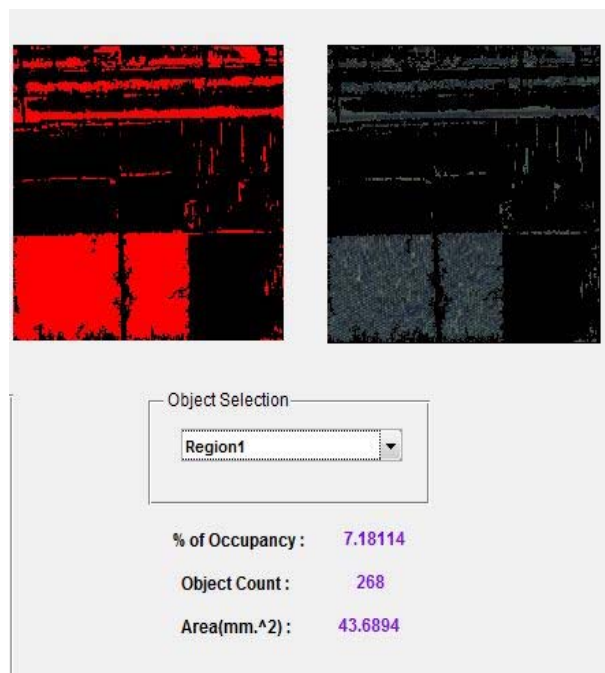 Object Selection
Region1
% of Occupancy : 7.18114
Object Count : 268
Area(mm.^2) : 43.6894